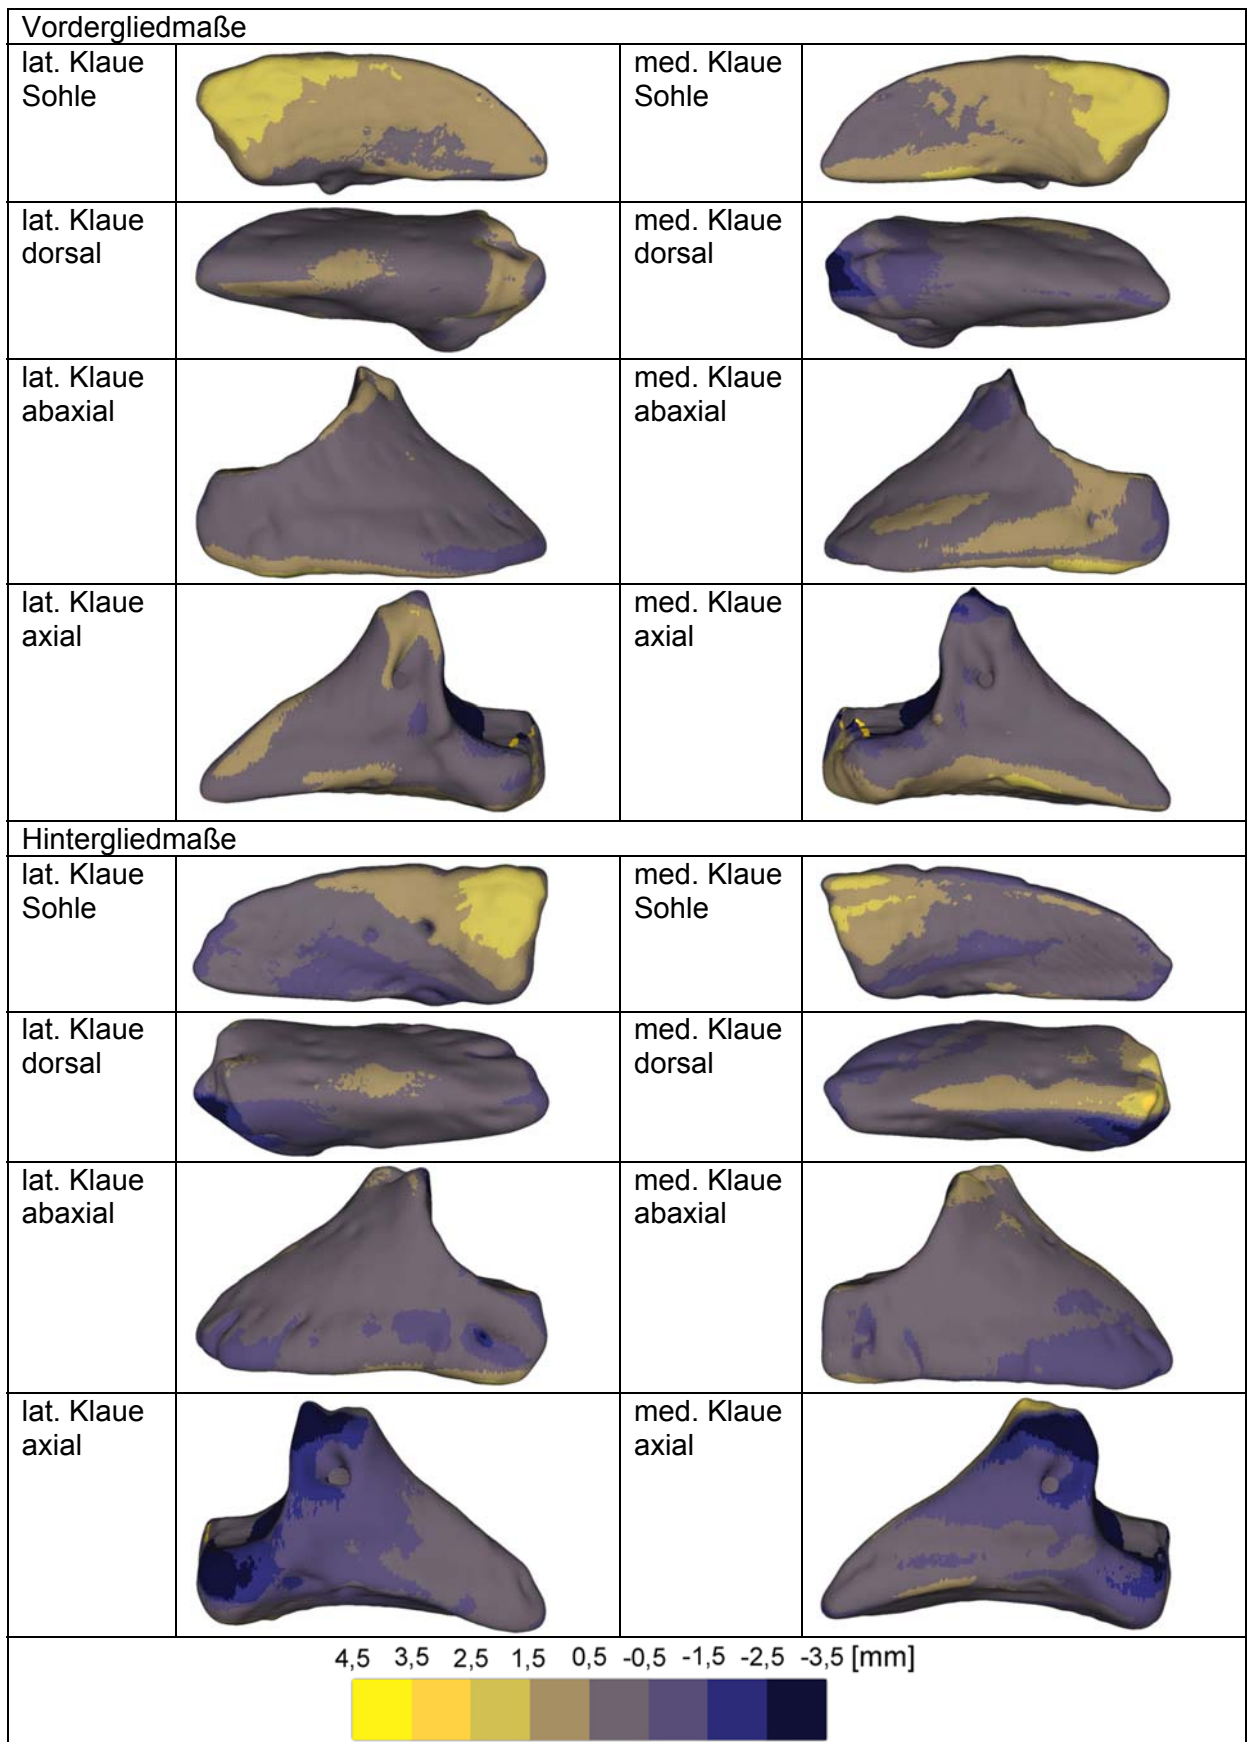 Vordergliedmaße
lat. Klaue
Sohle
med. Klaue
Sohle
lat. Klaue
dorsal
med. Klaue
dorsal
lat. Klaue
abaxial
med. Klaue
abaxial
lat. Klaue
axial
med. Klaue
axial
Hintergliedmaße
lat. Klaue
Sohle
med. Klaue
Sohle
lat. Klaue
dorsal
med. Klaue
dorsal
lat. Klaue
abaxial
med. Klaue
abaxial
lat. Klaue
axial
med. Klaue
axial
4,5 3,5 2,5 1,5 0,5 -0,5 -1,5 -2,5 -3,5 [mm]